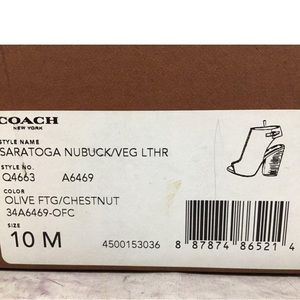 COACH
NEW YORK
STYLE NAME
SARATOGA NUBUCK/VEG LTHR
STYLE NO.
Q4663 A6469
COLOR
OLIVE FTG/CHESTNUT
34A6469-OFC
SIZE
10 M
4500153036
8 87874 86521 4